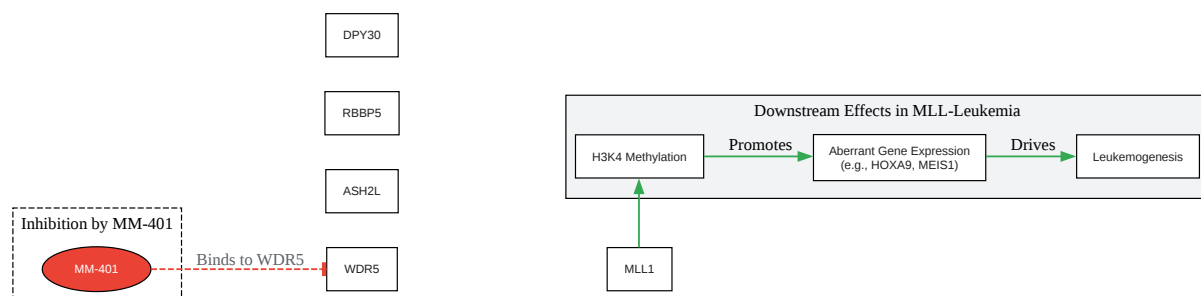 DPY30
RBBP5
Downstream Effects in MLL-Leukemia
H3K4 Methylation
Promotes
Aberrant Gene Expression
(e.g., HOXA9, MEIS1)
Drives
Leukemogenesis
ASH2L
Inhibition by MM-401
MM-401
Binds to WDR5
WDR5
MLL1